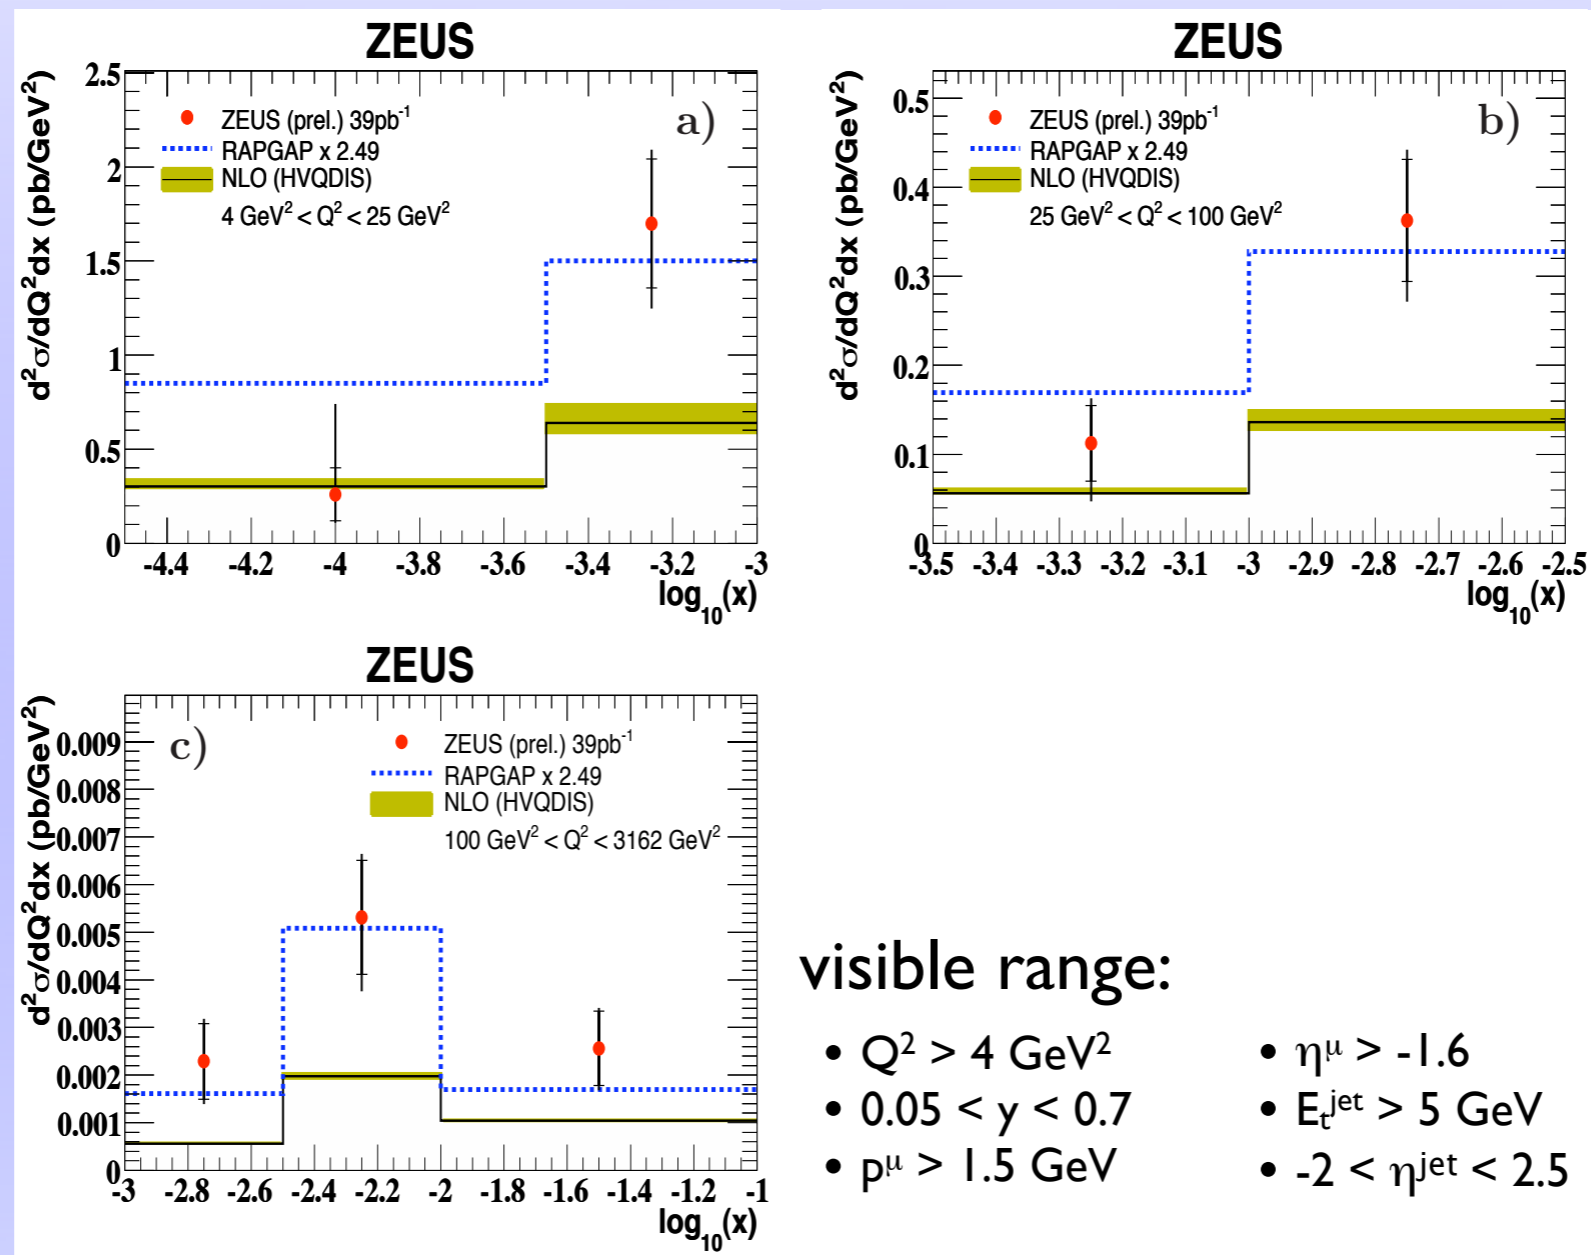 ZEUS
d²σ/dQ²dx (pb/GeV²)
2.5
2
1.5
1
0.5
0
ZEUS (prel.) 39pb⁻¹
RAPGAP x 2.49
NLO (HVQDIS)
4 GeV² < Q² < 25 GeV²
a)
-4.4 -4.2 -4 -3.8 -3.6 -3.4 -3.2 -3
log₁₀(x)
ZEUS
d²σ/dQ²dx (pb/GeV²)
0.5
0.4
0.3
0.2
0.1
0
ZEUS (prel.) 39pb⁻¹
RAPGAP x 2.49
NLO (HVQDIS)
25 GeV² < Q² < 100 GeV²
b)
-3.5 -3.4 -3.3 -3.2 -3.1 -3 -2.9 -2.8 -2.7 -2.6 -2.5
log₁₀(x)
ZEUS
d²σ/dQ²dx (pb/GeV²)
0.009
0.008
0.007
0.006
0.005
0.004
0.003
0.002
0.001
0
c)
ZEUS (prel.) 39pb⁻¹
RAPGAP x 2.49
NLO (HVQDIS)
100 GeV² < Q² < 3162 GeV²
-3 -2.8 -2.6 -2.4 -2.2 -2 -1.8 -1.6 -1.4 -1.2 -1
log₁₀(x)
visible range:
• Q² > 4 GeV²
• 0.05 < y < 0.7
• pᵘ > 1.5 GeV
• ηᵘ > -1.6
• Eₜʲᵉᵗ > 5 GeV
• -2 < ηʲᵉᵗ < 2.5